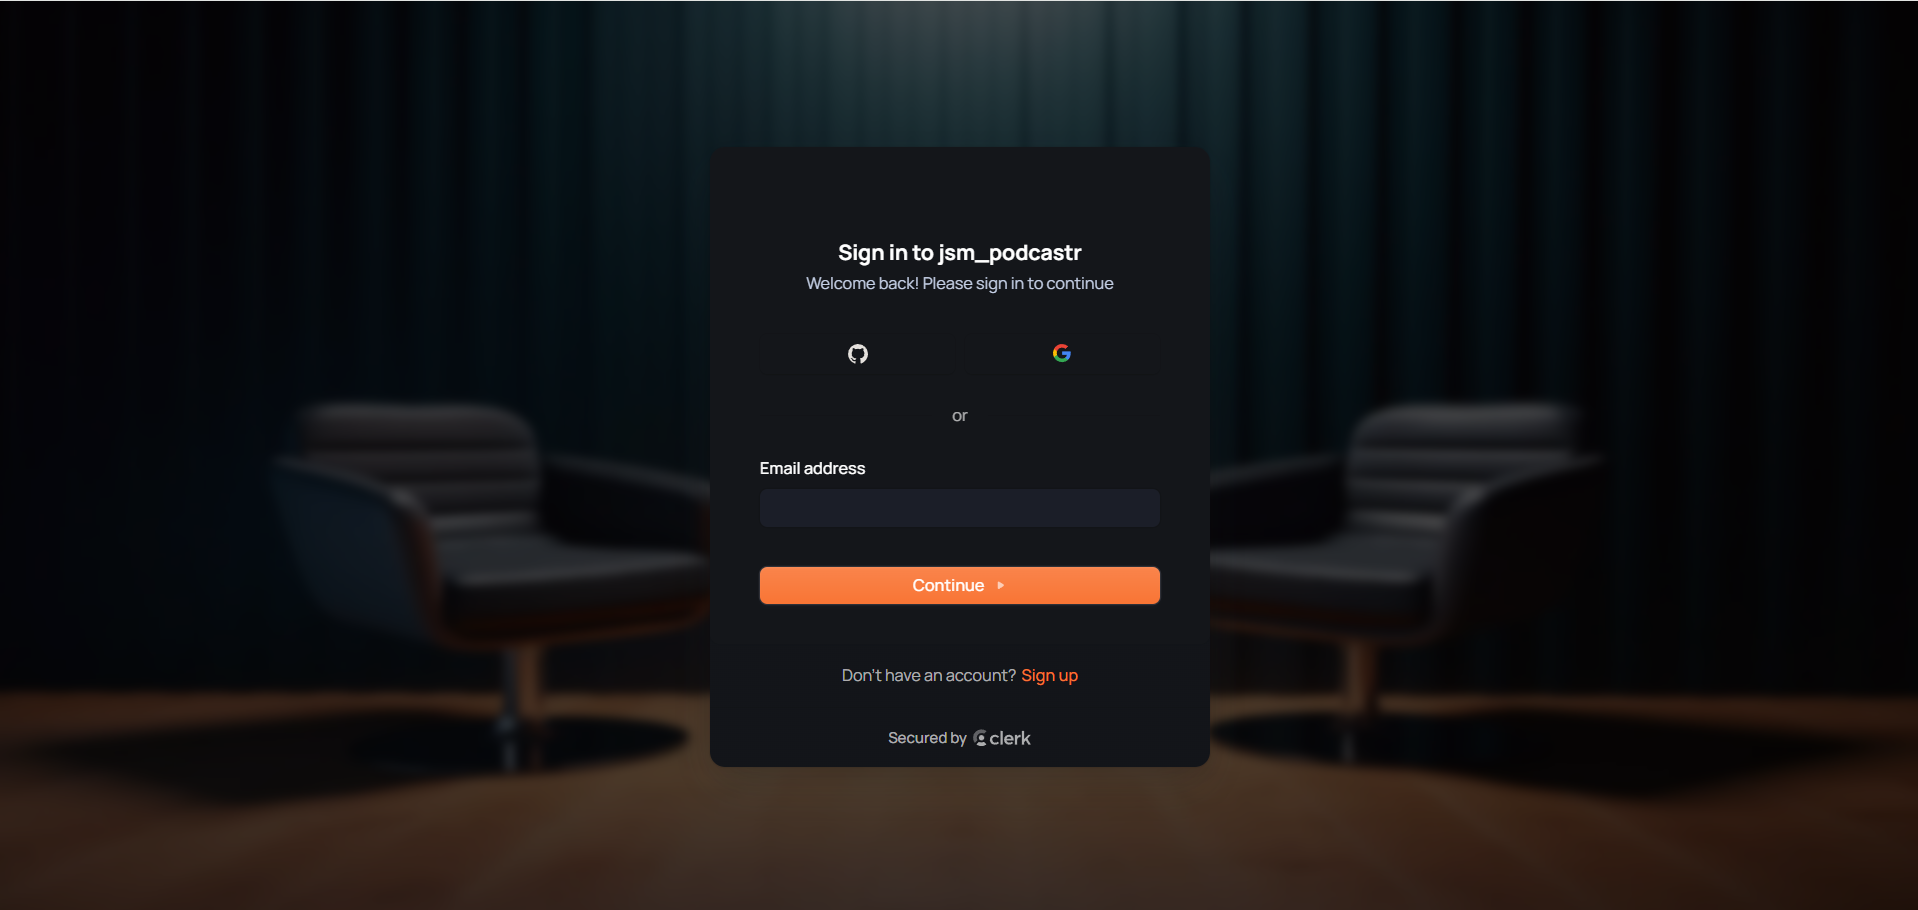 Sign in to jsm_podcastr
Welcome back! Please sign in to continue
or
Email address
Continue
Don't have an account? Sign up
Secured by clerk